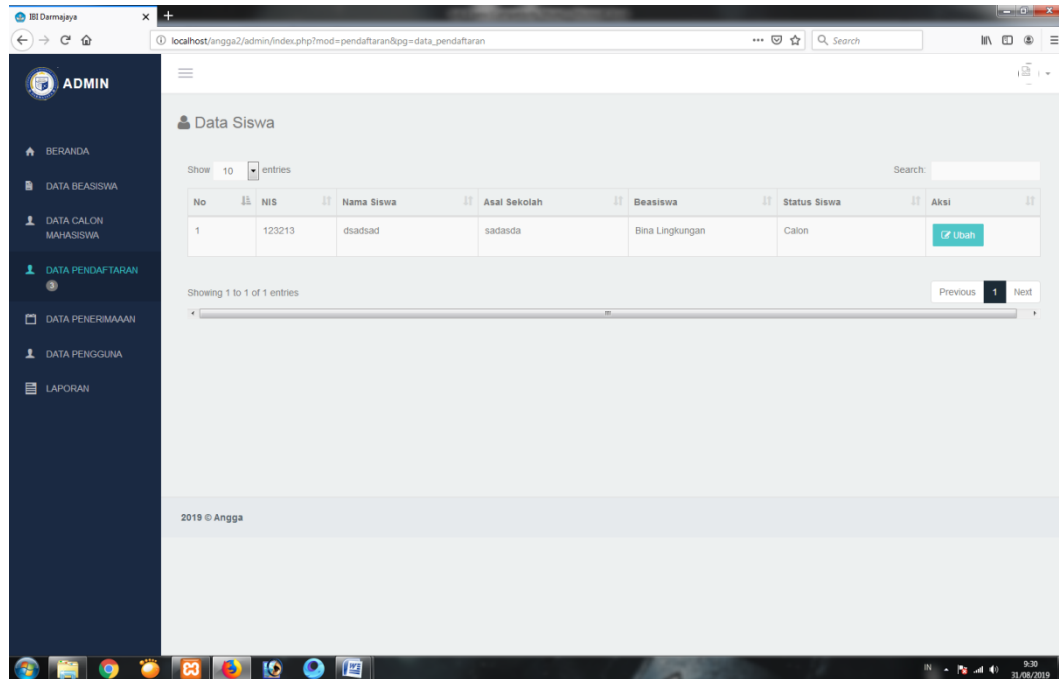 IBI Darmajaya
localhost/angga2/admin/index.php?mod=pendaftaran&pg=data_pendaftaran
Search
ADMIN
BERANDA
DATA BEASISWA
DATA CALON
MAHASISWA
DATA PENDAFTARAN
3
DATA PENERIMAAAN
DATA PENGGUNA
LAPORAN
Data Siswa
Show 10 entries
Search:
No NIS Nama Siswa Asal Sekolah Beasiswa Status Siswa Aksi
1 123213 dsadsad sadasda Bina Lingkungan Calon Ubah
Showing 1 to 1 of 1 entries
Previous 1 Next
2019 © Angga
IN
9:30
31/08/2019